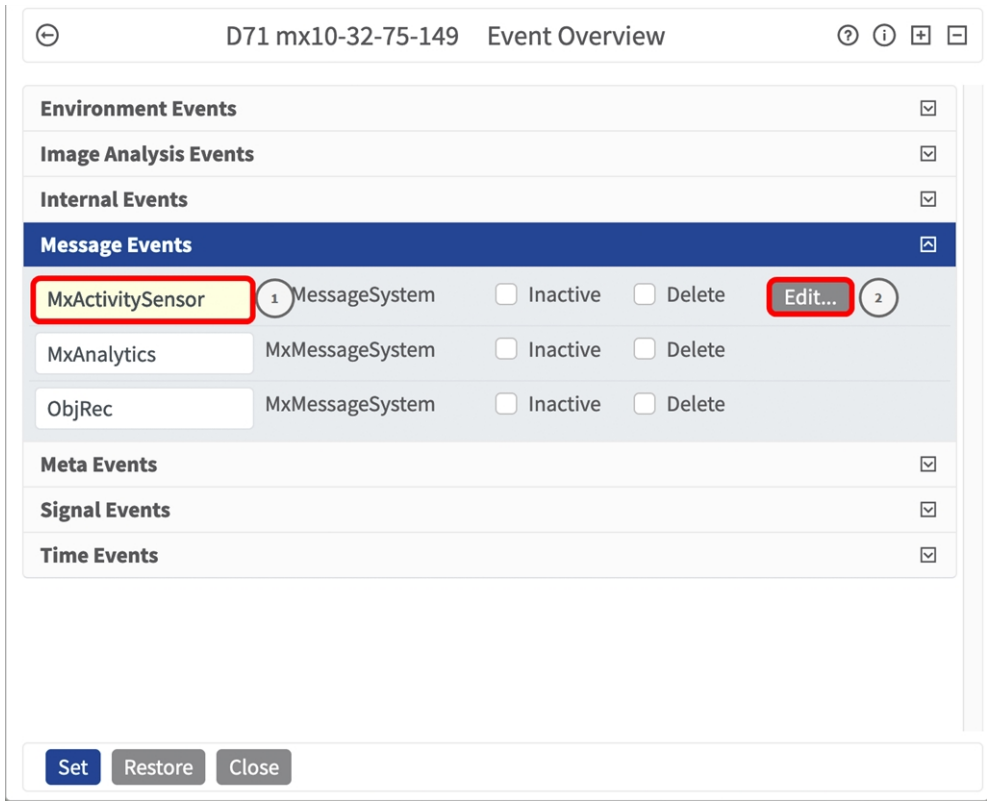 D71 mx10-32-75-149 Event Overview
Environment Events
Image Analysis Events
Internal Events
Message Events
MxActivitySensor 1 MessageSystem Inactive Delete Edit... 2
MxAnalytics MxMessageSystem Inactive Delete
ObjRec MxMessageSystem Inactive Delete
Meta Events
Signal Events
Time Events
Set Restore Close